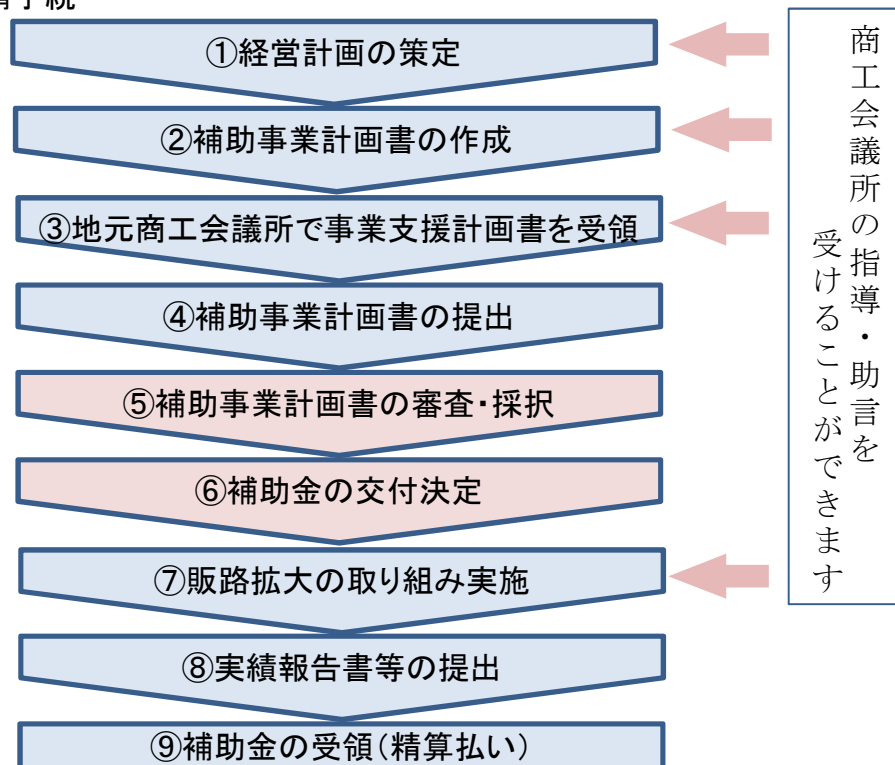 ①経営計画の策定
②補助事業計画書の作成
③地元商工会議所で事業支援計画書を受領
④補助事業計画書の提出
⑤補助事業計画書の審査・採択
⑥補助金の交付決定
⑦販路拡大の取り組み実施
⑧実績報告書等の提出
⑨補助金の受領(精算払い)
商工会議所の指導・助言を
受けることができます